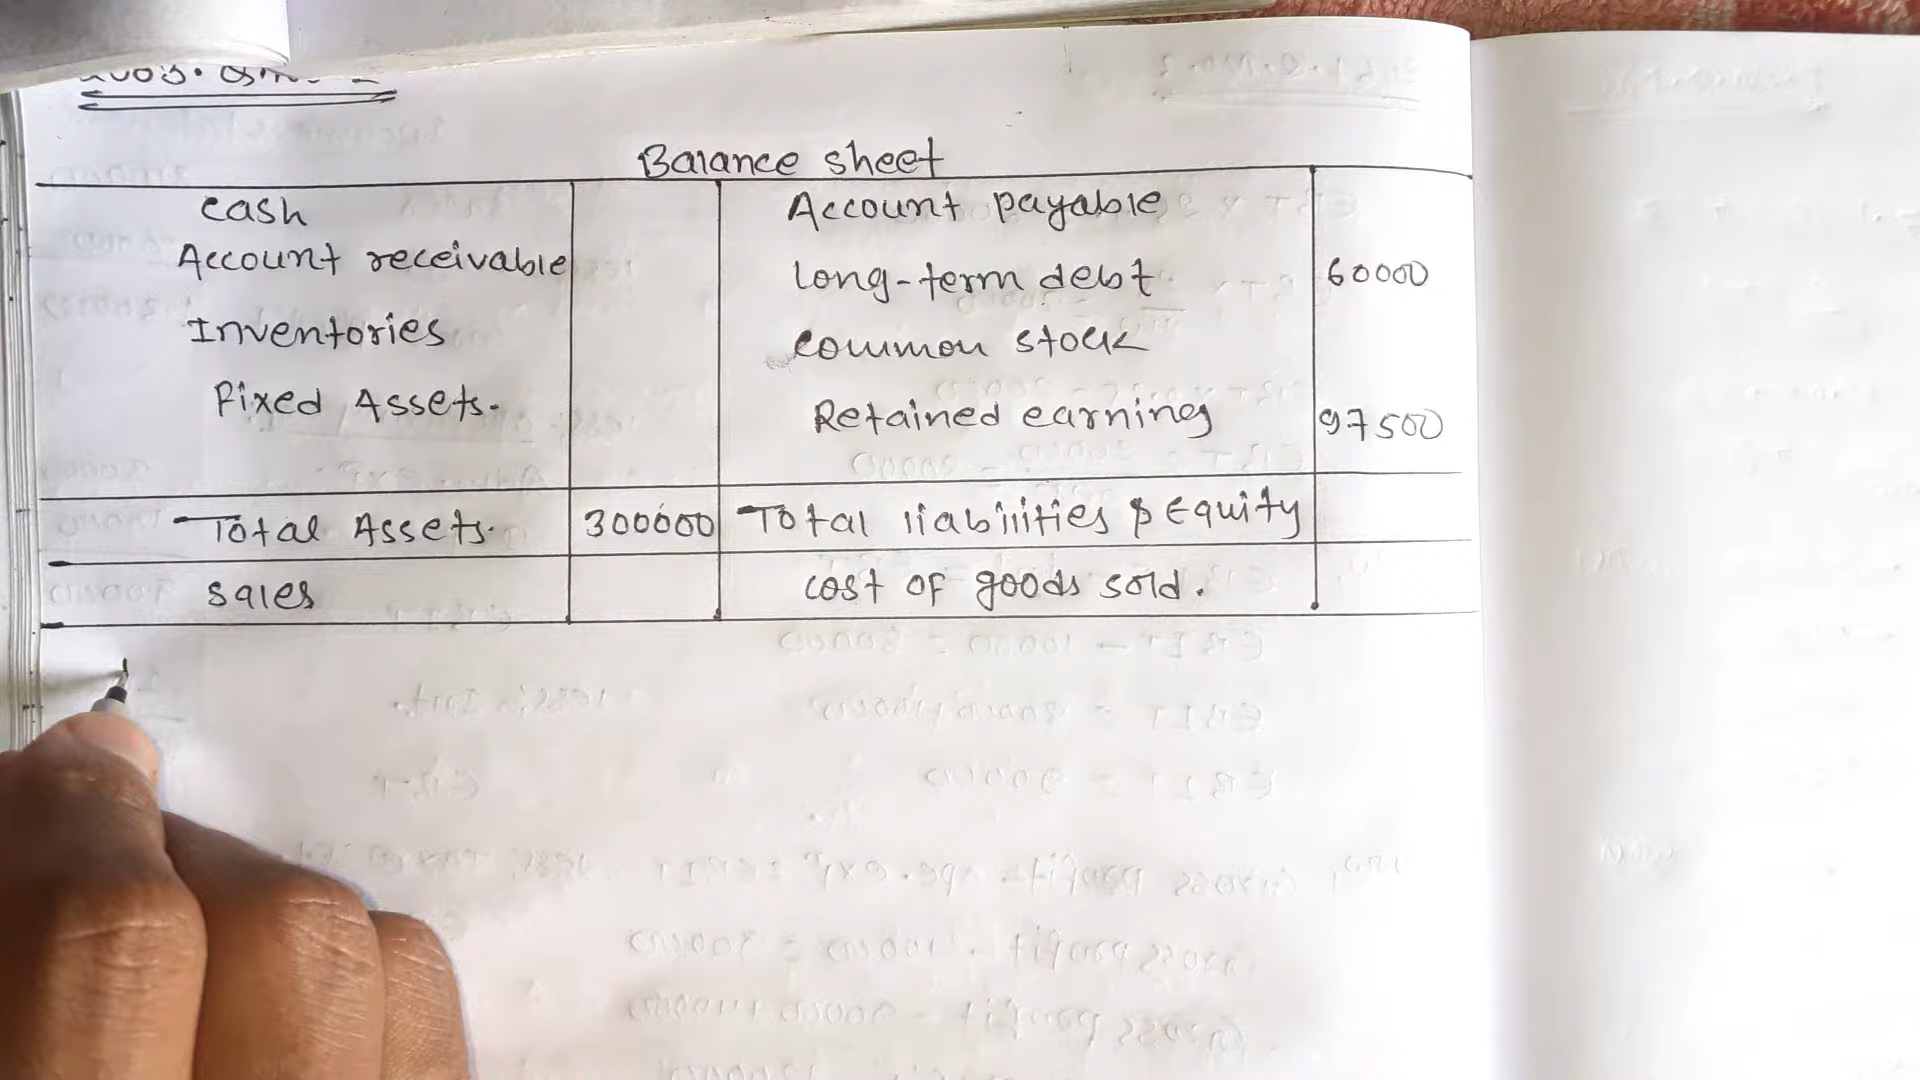 Balance sheet
cash Account payable
Account receivable long-term debt 60000
Inventories common stock
Fixed Assets. Retained earning 97500
Total Assets. 300000 Total liabilities & Equity
sales cost of goods sold.